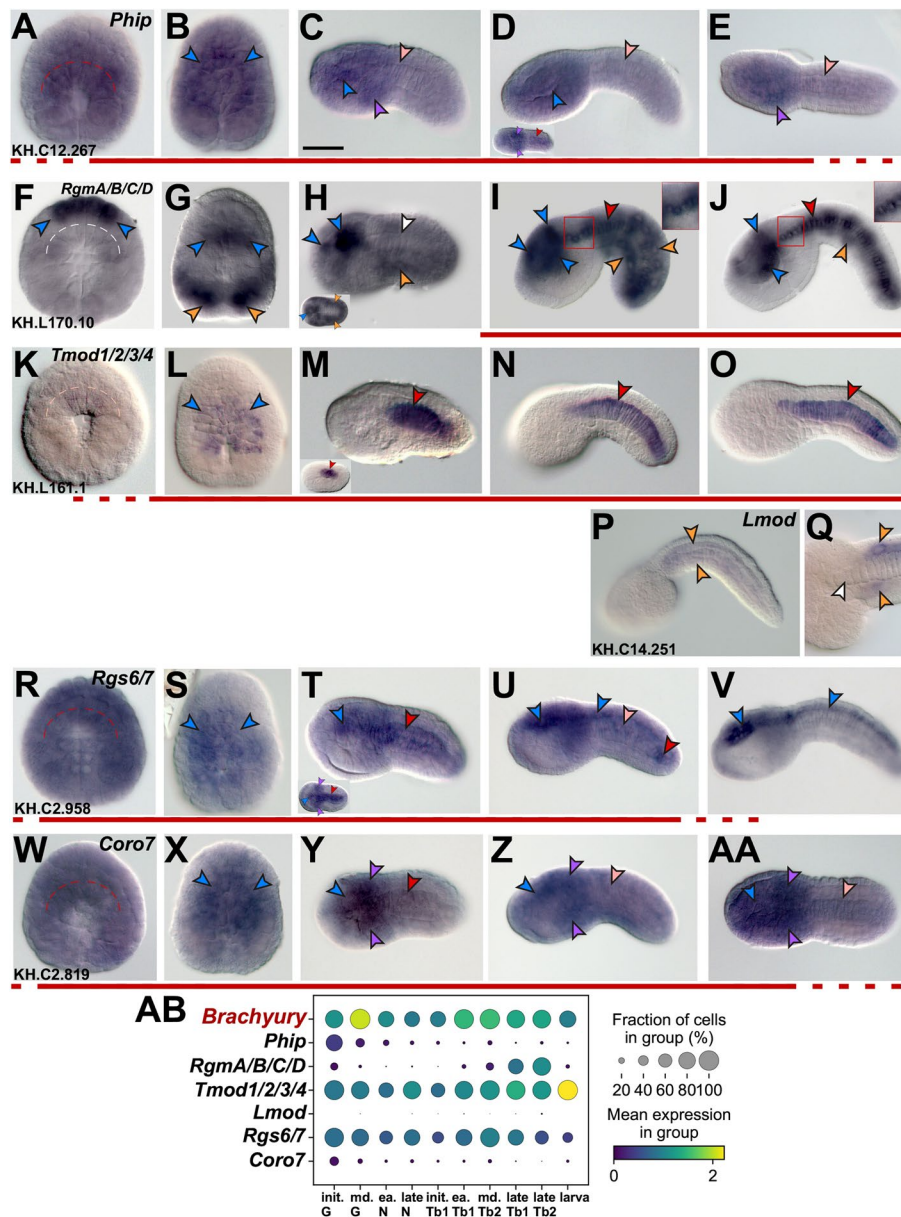 A Phip B C D E
KH.C12.267
F RgmA/B/C/D G H I J
KH.L170.10
K Tmod1/2/3/4 L M N O
KH.L161.1
P Lmod Q
KH.C14.251
R Rgs6/7 S T U V
KH.C2.958
W Coro7 X Y Z AA
KH.C2.819
AB
Brachyury
Phip
RgmA/B/C/D
Tmod1/2/3/4
Lmod
Rgs6/7
Coro7
init. md. ea. late init. ea. md. late late larva
G G N N Tb1 Tb1 Tb2 Tb1 Tb2
Fraction of cells
in group (%)
20 40 60 80 100
Mean expression
in group
0 2